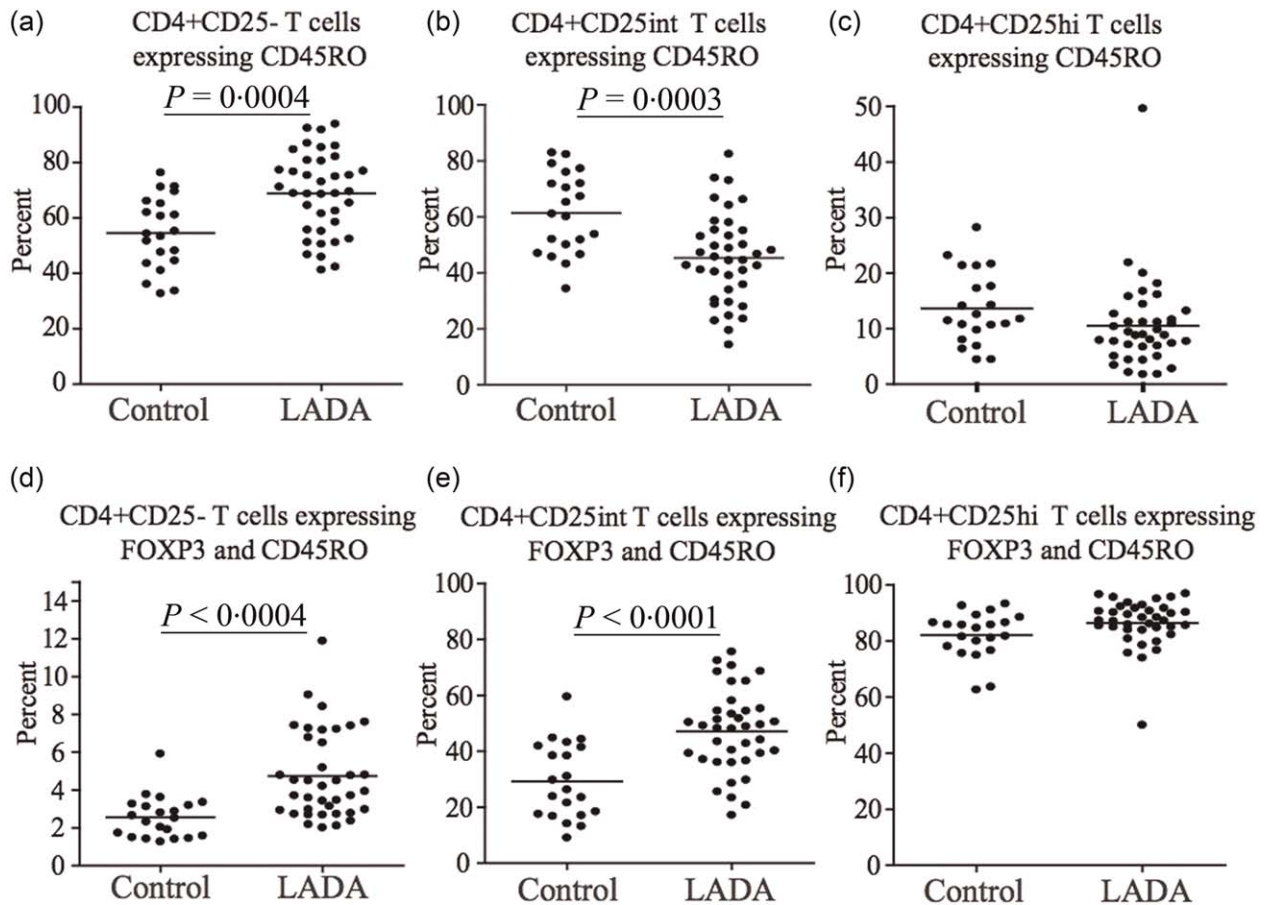 (a)
CD4+CD25- T cells
expressing CD45RO
P = 0·0004
100
80
60
40
20
0
Percent
Control
LADA
(b)
CD4+CD25int T cells
expressing CD45RO
P = 0·0003
100
80
60
40
20
0
Percent
Control
LADA
(c)
CD4+CD25hi T cells
expressing CD45RO
50
40
30
20
10
0
Percent
Control
LADA
(d)
CD4+CD25- T cells expressing
FOXP3 and CD45RO
P < 0·0004
14
12
10
8
6
4
2
0
Percent
Control
LADA
(e)
CD4+CD25int T cells expressing
FOXP3 and CD45RO
P < 0·0001
100
80
60
40
20
0
Percent
Control
LADA
(f)
CD4+CD25hi T cells expressing
FOXP3 and CD45RO
100
80
60
40
20
0
Percent
Control
LADA